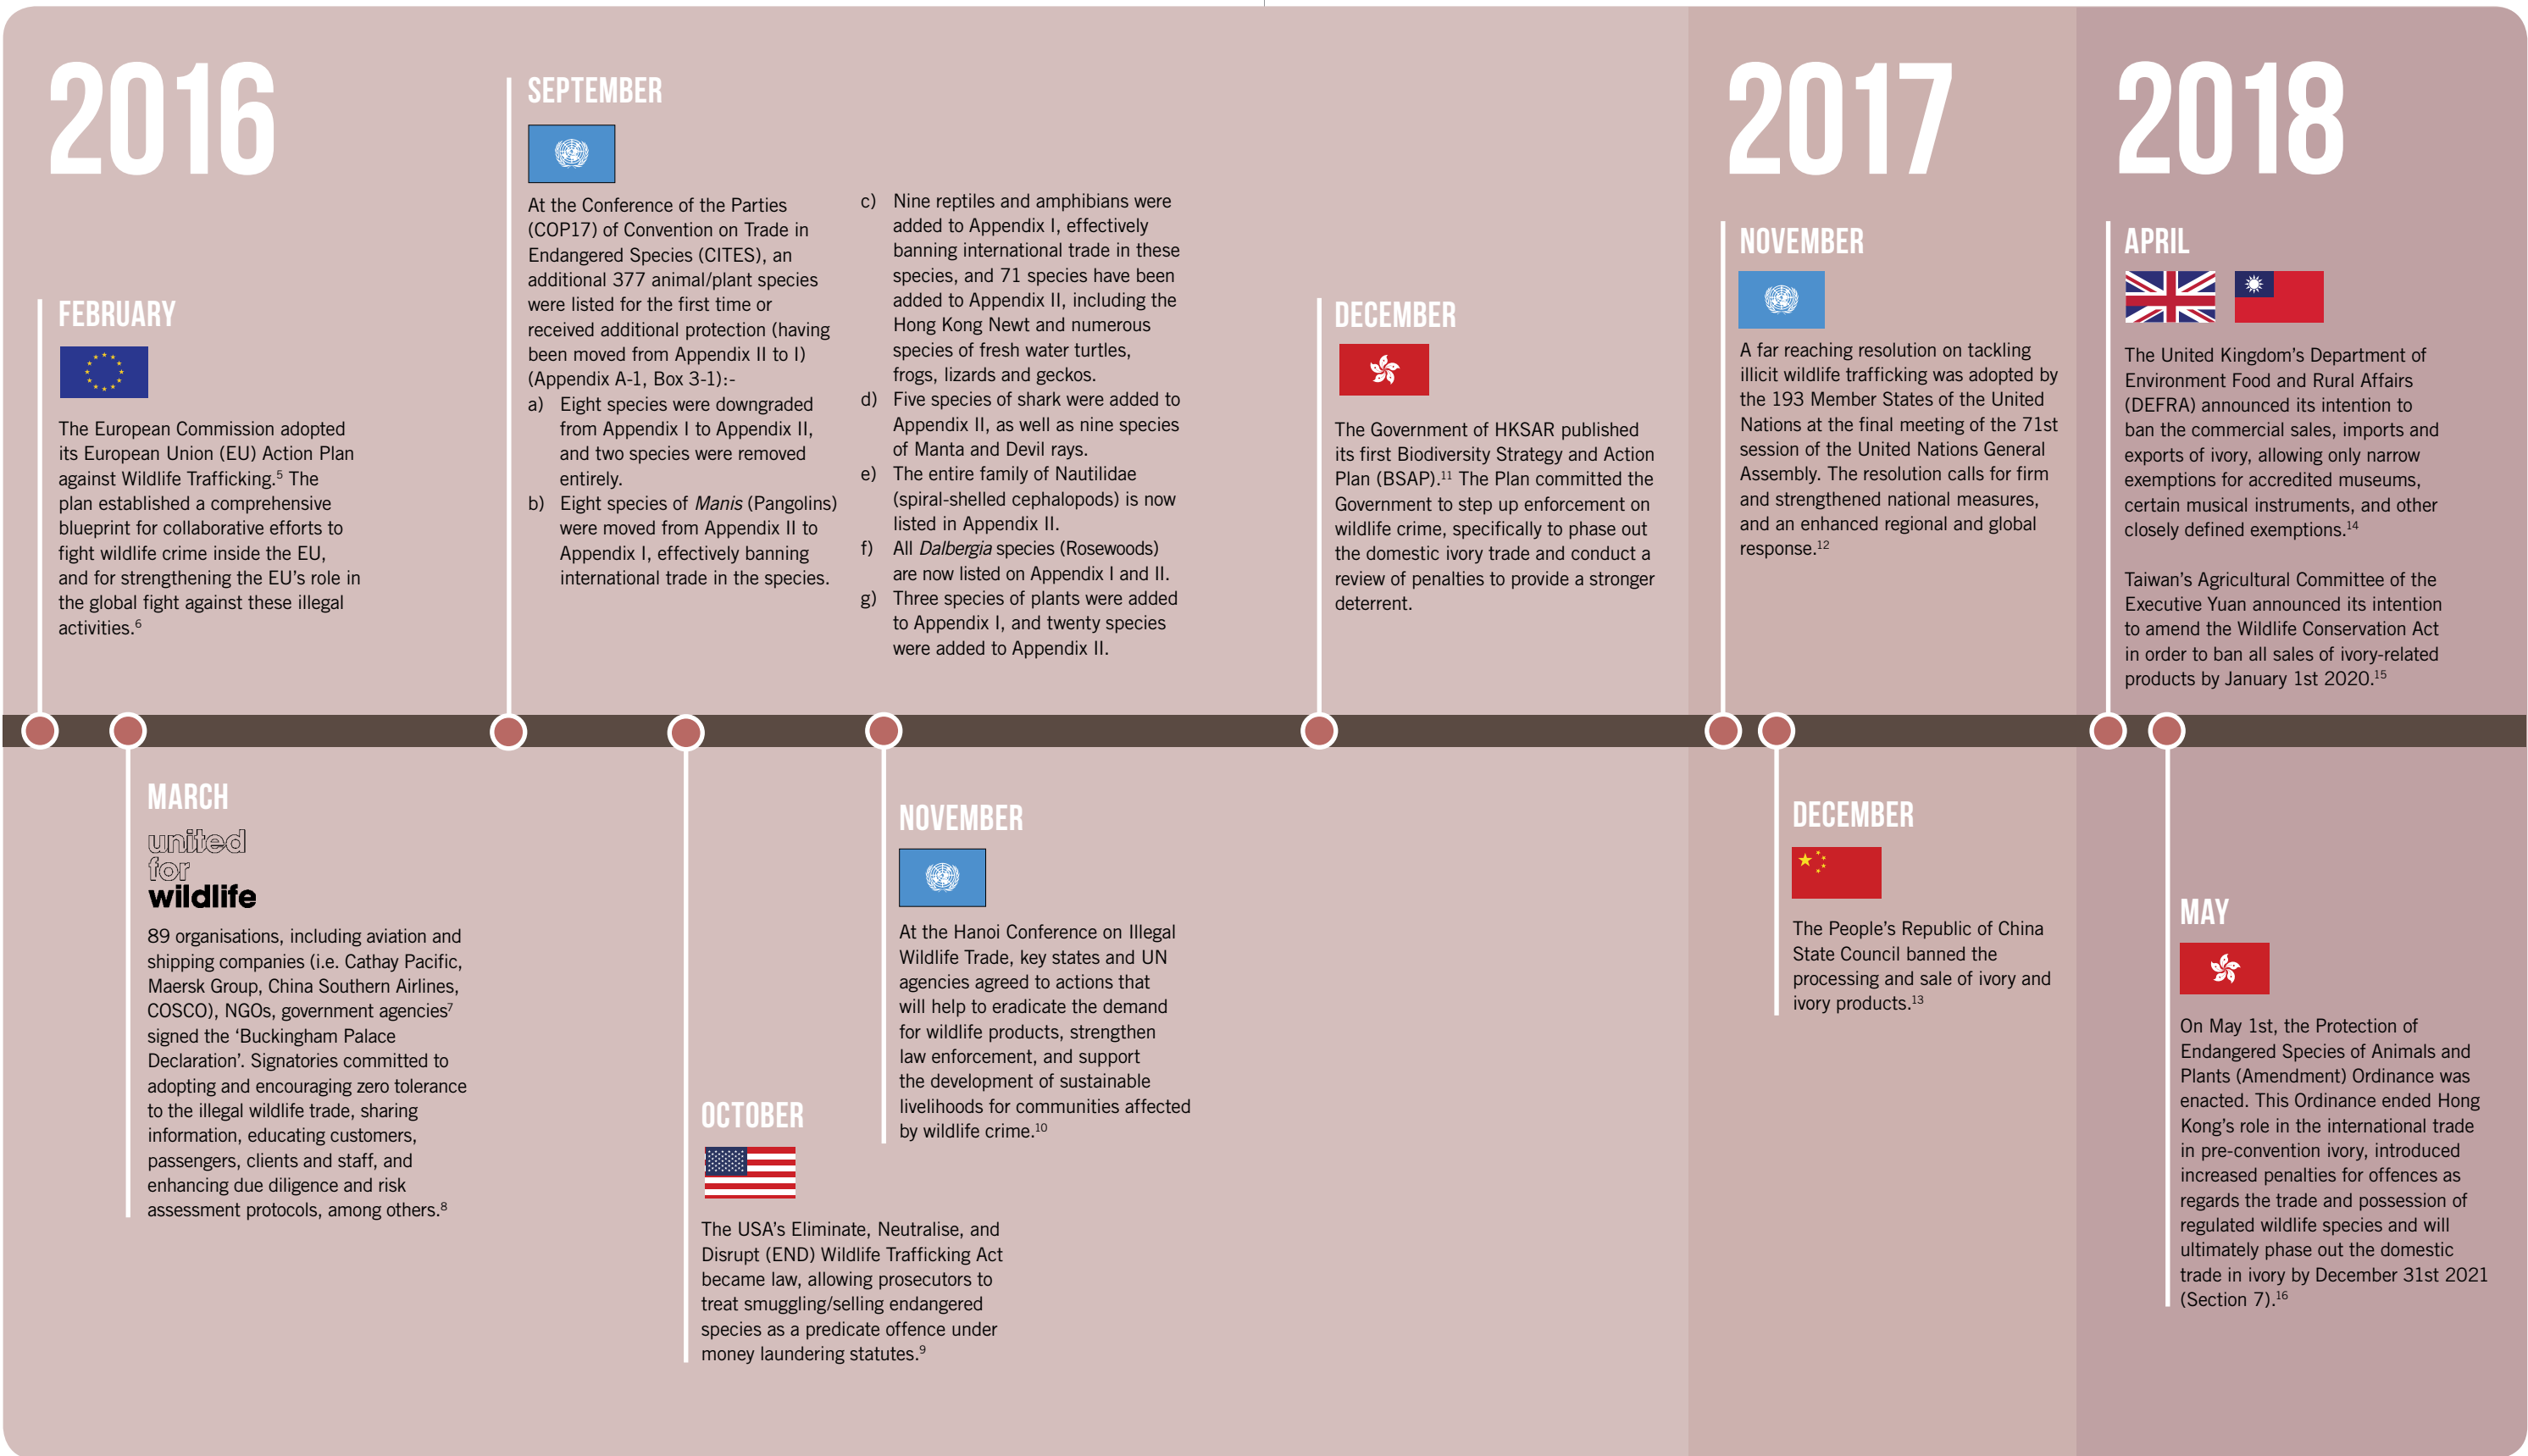 2016
FEBRUARY
The European Commission adopted
its European Union (EU) Action Plan
against Wildlife Trafficking.5 The
plan established a comprehensive
blueprint for collaborative efforts to
fight wildlife crime inside the EU,
and for strengthening the EU's role in
the global fight against these illegal
activities.6
MARCH
united
for
wildlife
89 organisations, including aviation and
shipping companies (i.e. Cathay Pacific,
Maersk Group, China Southern Airlines,
COSCO), NGOs, government agencies7
signed the ‘Buckingham Palace
Declaration’. Signatories committed to
adopting and encouraging zero tolerance
to the illegal wildlife trade, sharing
information, educating customers,
passengers, clients and staff, and
enhancing due diligence and risk
assessment protocols, among others.8
SEPTEMBER
At the Conference of the Parties
(COP17) of Convention on Trade in
Endangered Species (CITES), an
additional 377 animal/plant species
were listed for the first time or
received additional protection (having
been moved from Appendix II to I)
(Appendix A-1, Box 3-1):-
a) Eight species were downgraded
from Appendix I to Appendix II,
and two species were removed
entirely.
b) Eight species of Manis (Pangolins)
were moved from Appendix II to
Appendix I, effectively banning
international trade in the species.
c) Nine reptiles and amphibians were
added to Appendix I, effectively
banning international trade in these
species, and 71 species have been
added to Appendix II, including the
Hong Kong Newt and numerous
species of fresh water turtles,
frogs, lizards and geckos.
d) Five species of shark were added to
Appendix II, as well as nine species
of Manta and Devil rays.
e) The entire family of Nautilidae
(spiral-shelled cephalopods) is now
listed in Appendix II.
f) All Dalbergia species (Rosewoods)
are now listed on Appendix I and II.
g) Three species of plants were added
to Appendix I, and twenty species
were added to Appendix II.
OCTOBER
The USA's Eliminate, Neutralise, and
Disrupt (END) Wildlife Trafficking Act
became law, allowing prosecutors to
treat smuggling/selling endangered
species as a predicate offence under
money laundering statutes.9
NOVEMBER
At the Hanoi Conference on Illegal
Wildlife Trade, key states and UN
agencies agreed to actions that
will help to eradicate the demand
for wildlife products, strengthen
law enforcement, and support
the development of sustainable
livelihoods for communities affected
by wildlife crime.10
DECEMBER
The Government of HKSAR published
its first Biodiversity Strategy and Action
Plan (BSAP).11 The Plan committed the
Government to step up enforcement on
wildlife crime, specifically to phase out
the domestic ivory trade and conduct a
review of penalties to provide a stronger
deterrent.
2017
NOVEMBER
A far reaching resolution on tackling
illicit wildlife trafficking was adopted by
the 193 Member States of the United
Nations at the final meeting of the 71st
session of the United Nations General
Assembly. The resolution calls for firm
and strengthened national measures,
and an enhanced regional and global
response.12
DECEMBER
The People's Republic of China
State Council banned the
processing and sale of ivory and
ivory products.13
2018
APRIL
The United Kingdom's Department of
Environment Food and Rural Affairs
(DEFRA) announced its intention to
ban the commercial sales, imports and
exports of ivory, allowing only narrow
exemptions for accredited museums,
certain musical instruments, and other
closely defined exemptions.14
Taiwan's Agricultural Committee of the
Executive Yuan announced its intention
to amend the Wildlife Conservation Act
in order to ban all sales of ivory-related
products by January 1st 2020.15
MAY
On May 1st, the Protection of
Endangered Species of Animals and
Plants (Amendment) Ordinance was
enacted. This Ordinance ended Hong
Kong's role in the international trade
in pre-convention ivory, introduced
increased penalties for offences as
regards the trade and possession of
regulated wildlife species and will
ultimately phase out the domestic
trade in ivory by December 31st 2021
(Section 7).16